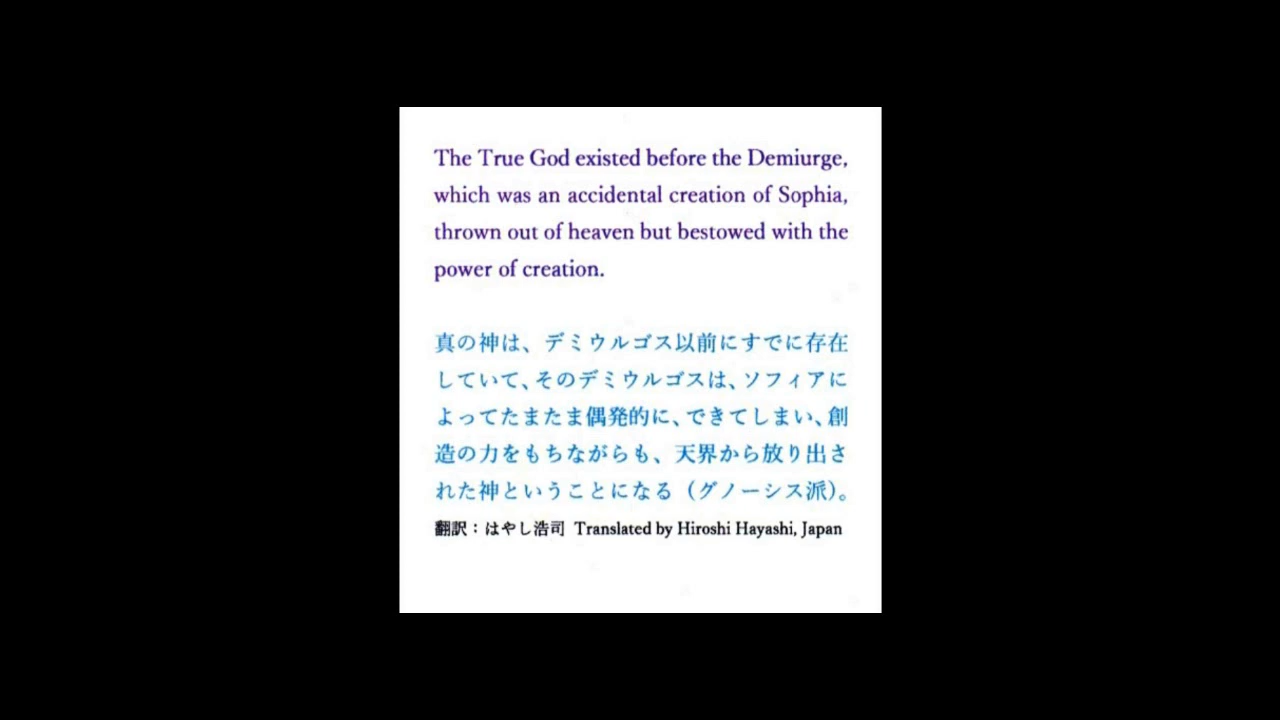 The True God existed before the Demiurge,
which was an accidental creation of Sophia,
thrown out of heaven but bestowed with the
power of creation.
真の神は、デミウルゴス以前にすでに存在
していて、そのデミウルゴスは、ソフィアに
よってたまたま偶発的に、できてしまい、創
造の力をもちながらも、天界から放り出さ
れた神ということになる（グノーシス派）。
翻訳：はやし浩司 Translated by Hiroshi Hayashi, Japan